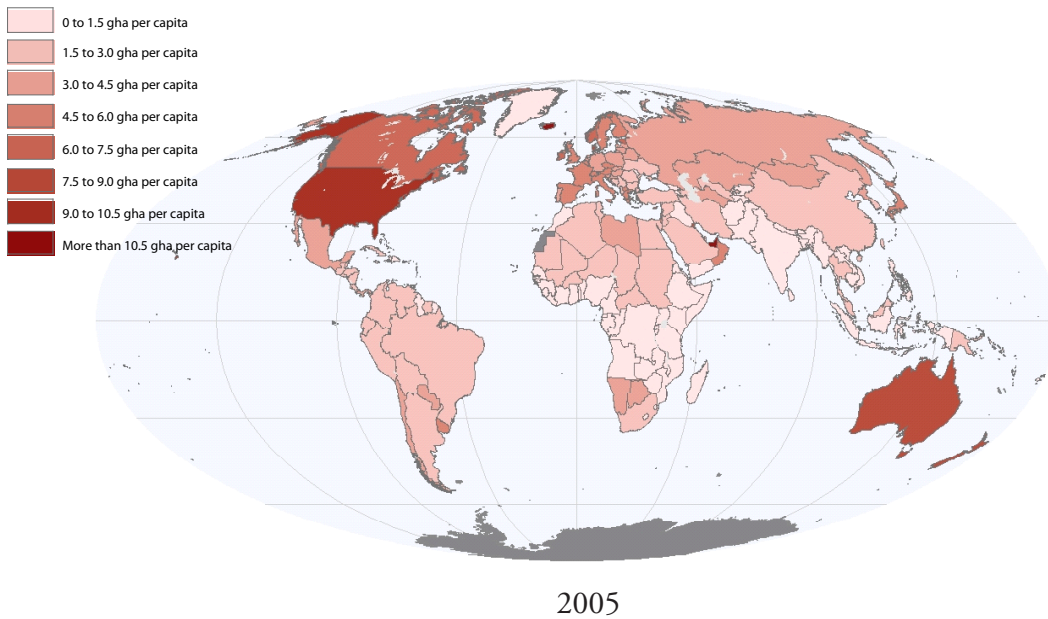 0 to 1.5 gha per capita
1.5 to 3.0 gha per capita
3.0 to 4.5 gha per capita
4.5 to 6.0 gha per capita
6.0 to 7.5 gha per capita
7.5 to 9.0 gha per capita
9.0 to 10.5 gha per capita
More than 10.5 gha per capita
2005